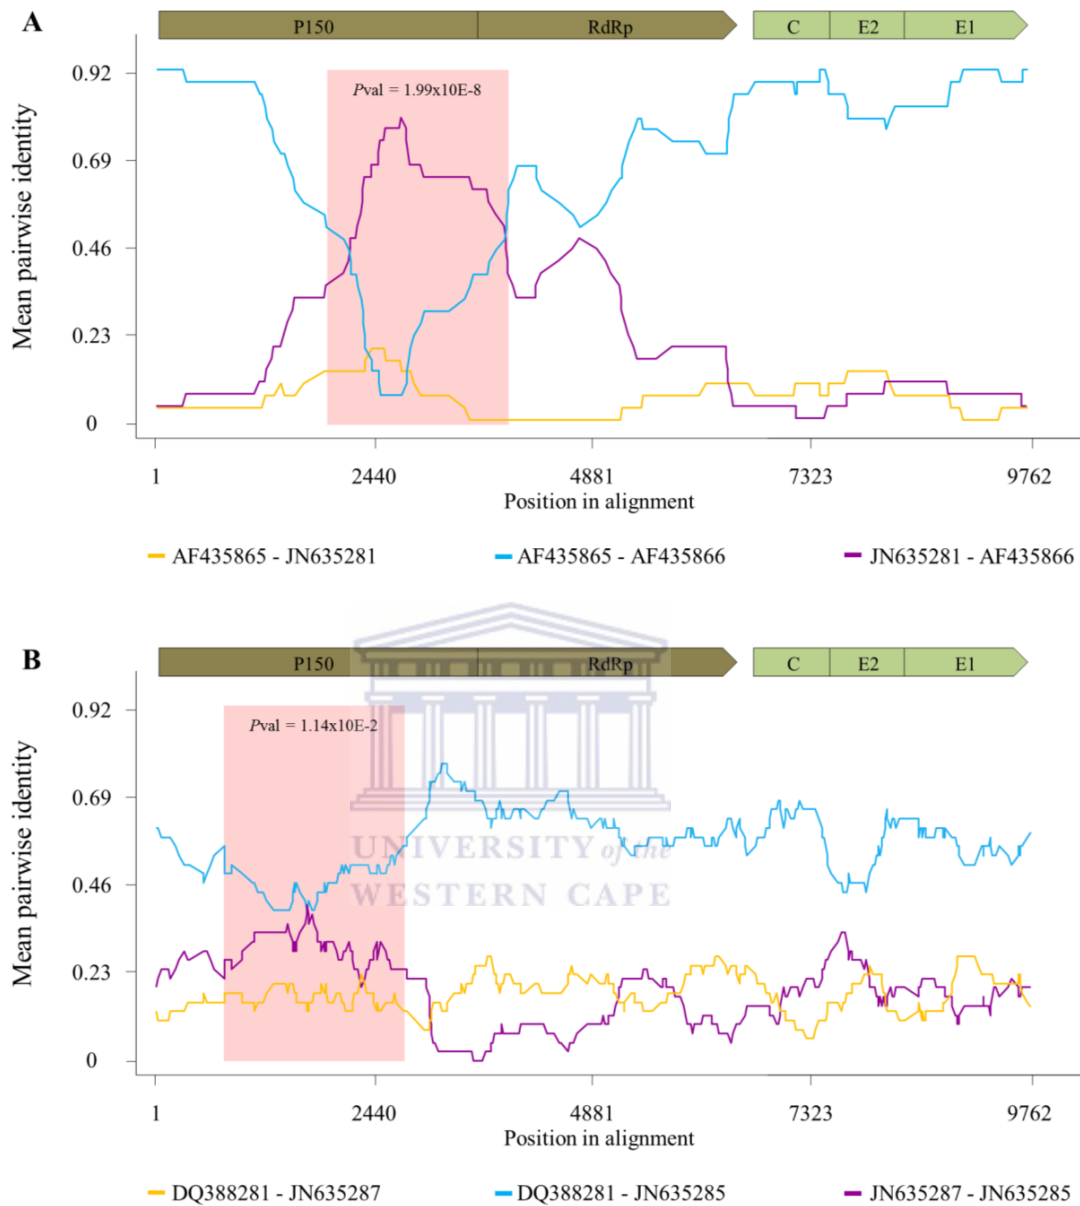 A
P150 RdRp C E2 E1
Pval = 1.99x10E-8
0.92
0.69
0.46
0.23
0
Mean pairwise identity
1 2440 4881 7323 9762
Position in alignment
AF435865 - JN635281 AF435865 - AF435866 JN635281 - AF435866
B
P150 RdRp C E2 E1
Pval = 1.14x10E-2
0.92
0.69
0.46
0.23
0
Mean pairwise identity
UNIVERSITY of the
WESTERN CAPE
1 2440 4881 7323 9762
Position in alignment
DQ388281 - JN635287 DQ388281 - JN635285 JN635287 - JN635285